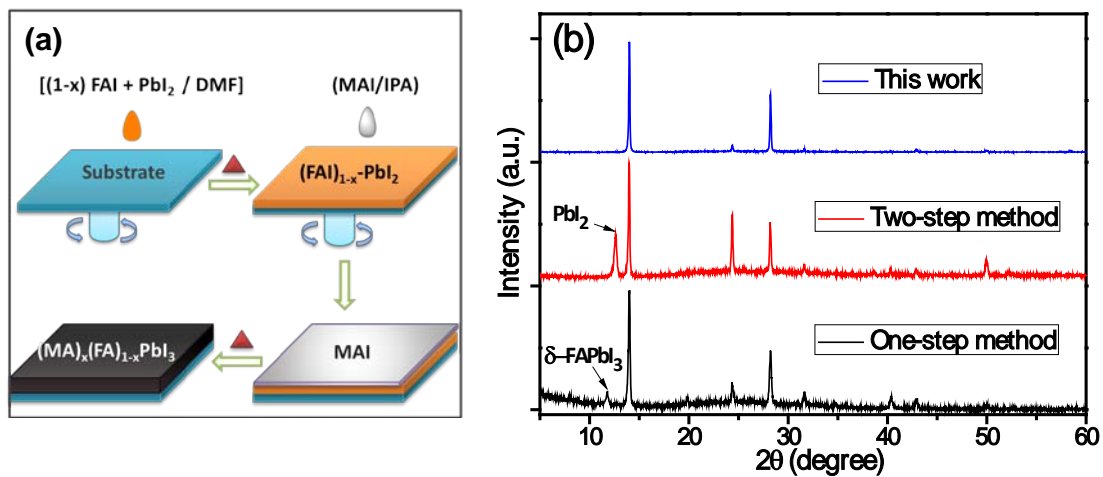 (a)
[(1-x) FAI + PbI₂ / DMF]
(MAI/IPA)
Substrate
(FAI)₁₋ₓ-PbI₂
(MA)ₓ(FA)₁₋ₓPbI₃
MAI
(b)
This work
PbI₂
Two-step method
δ–FAPbI₃
One-step method
Intensity (a.u.)
10 20 30 40 50 60
2θ (degree)